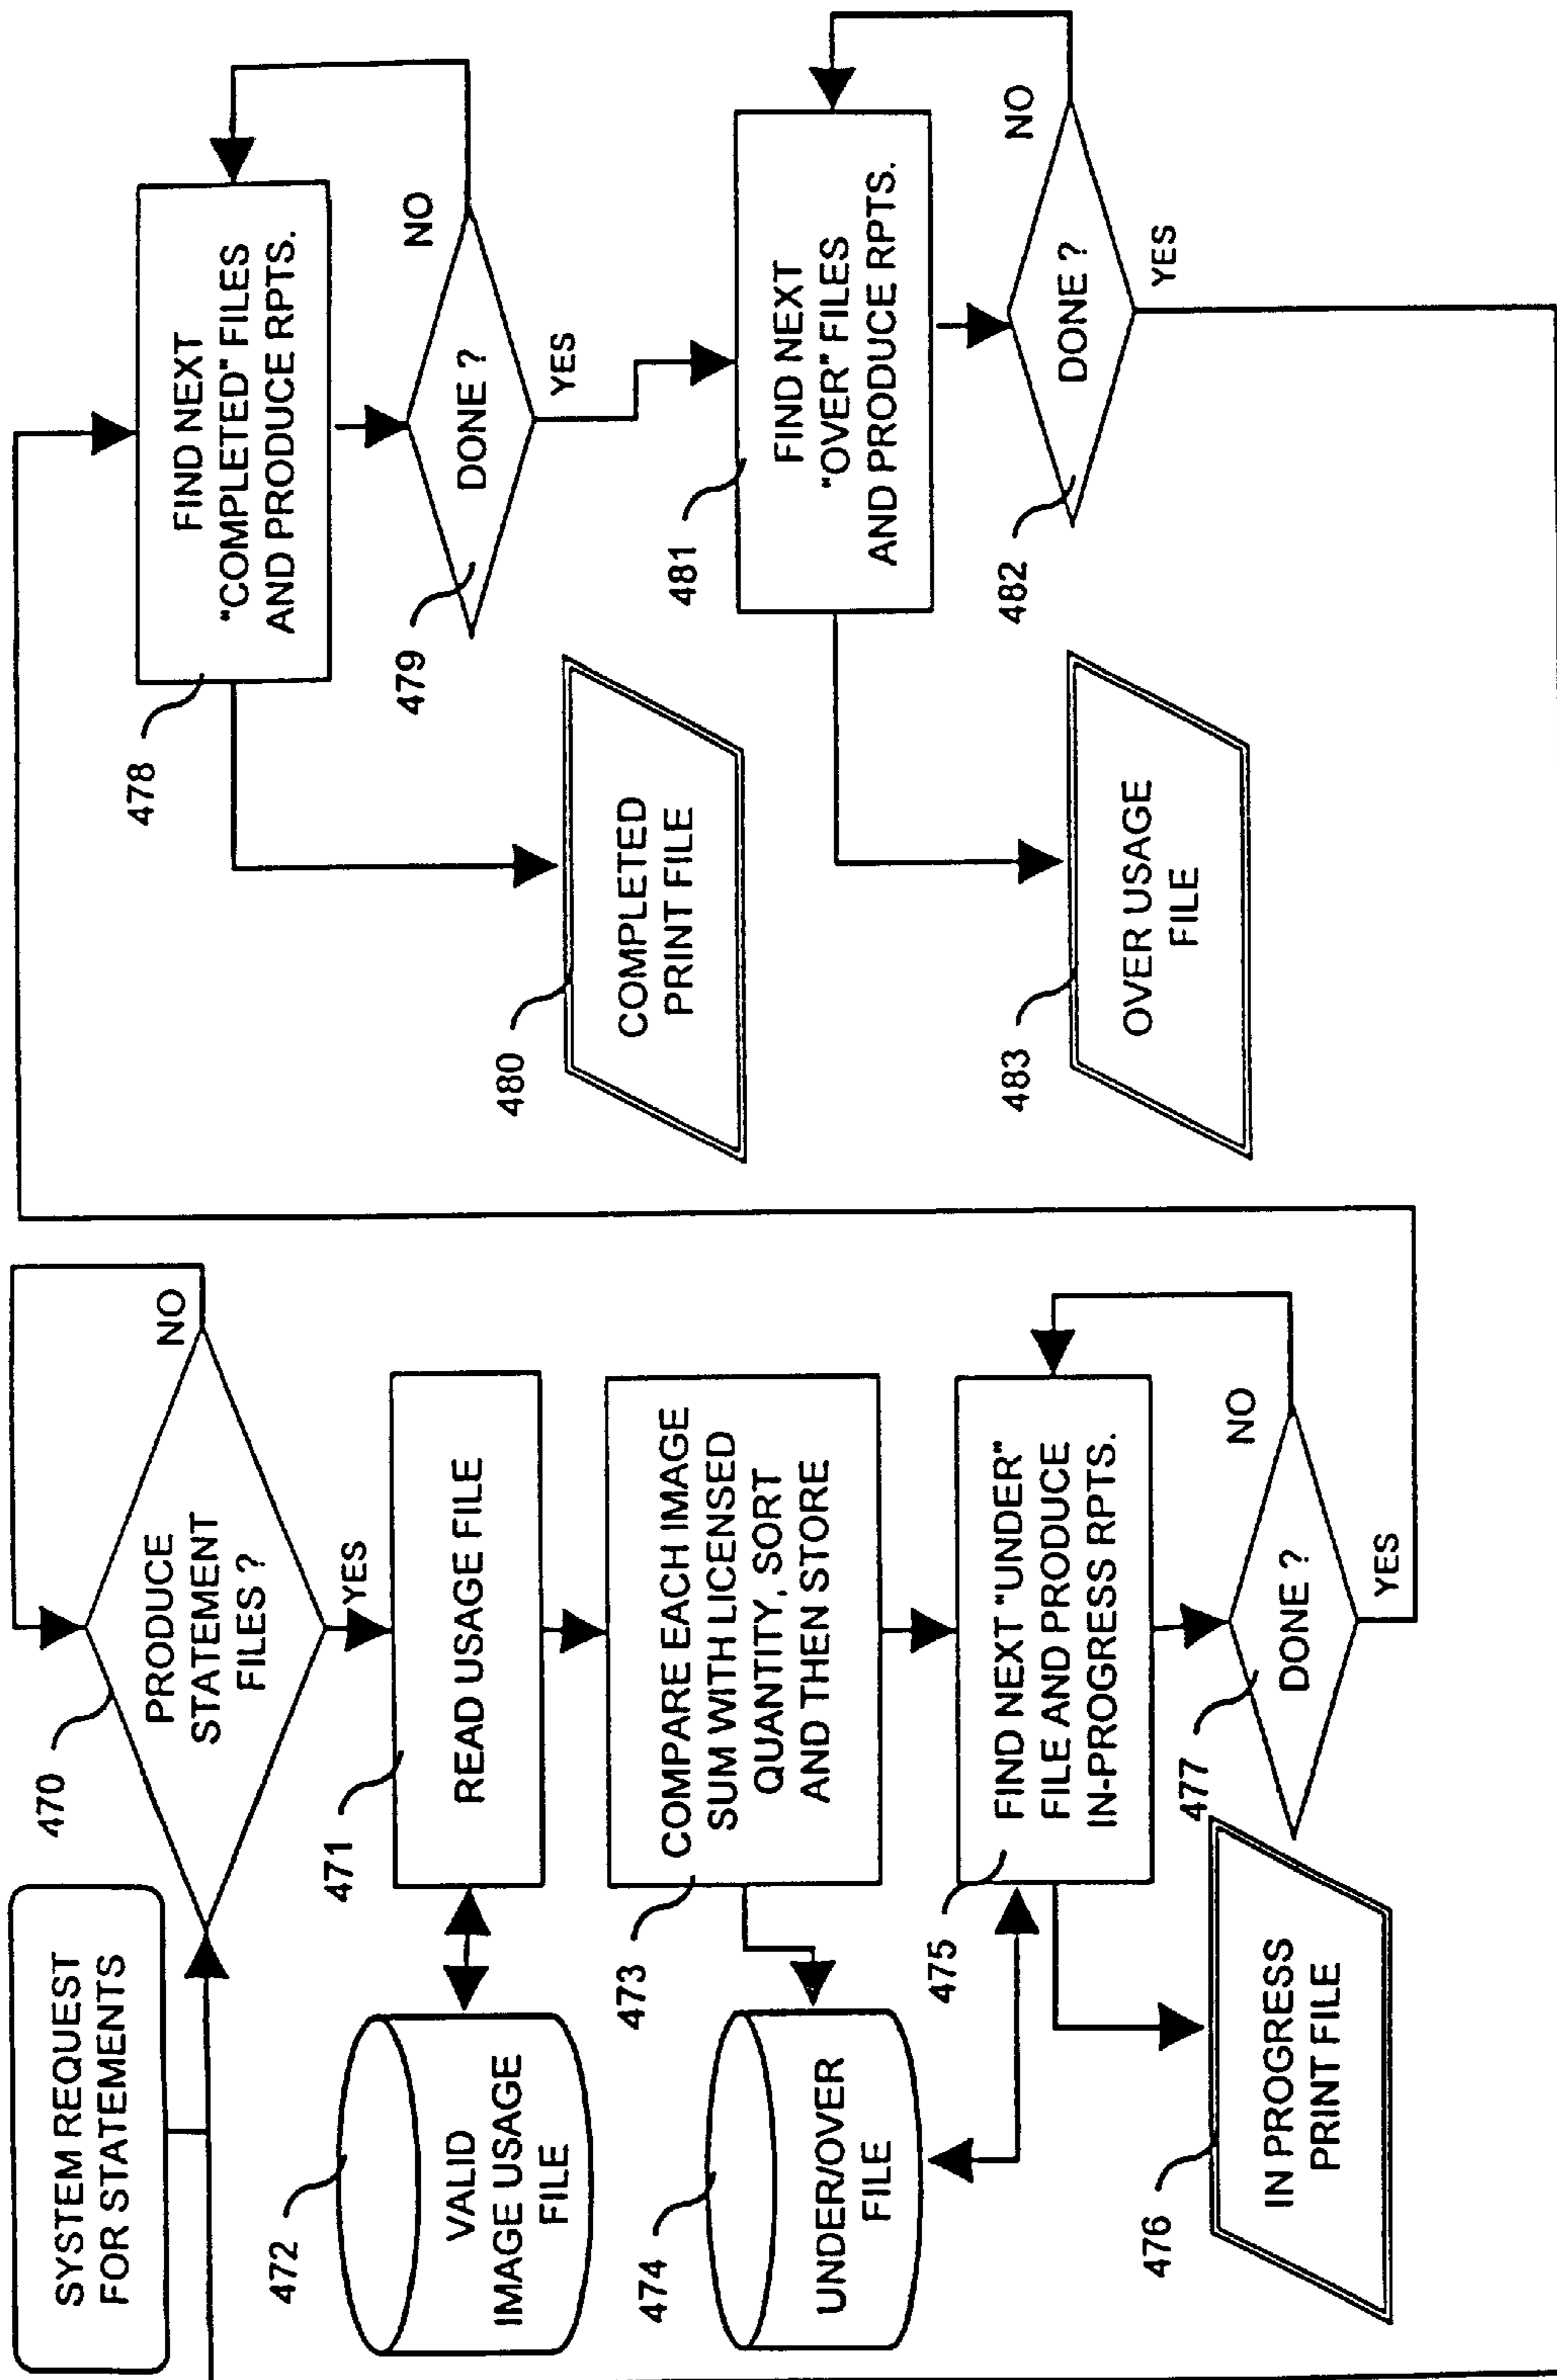 SYSTEM REQUEST
FOR STATEMENTS
470
PRODUCE
STATEMENT
FILES ?
NO
YES
471
READ USAGE FILE
472
VALID
IMAGE USAGE
FILE
473
COMPARE EACH IMAGE
SUM WITH LICENSED
QUANTITY, SORT
AND THEN STORE
474
UNDER/OVER
FILE
475
FIND NEXT "UNDER"
FILE AND PRODUCE
IN-PROGRESS RPTS.
476
IN PROGRESS
PRINT FILE
477
DONE ?
NO
YES
478
FIND NEXT
"COMPLETED" FILES
AND PRODUCE RPTS.
479
DONE ?
NO
YES
480
COMPLETED
PRINT FILE
481
FIND NEXT
"OVER" FILES
AND PRODUCE RPTS.
482
DONE ?
NO
YES
483
OVER USAGE
FILE